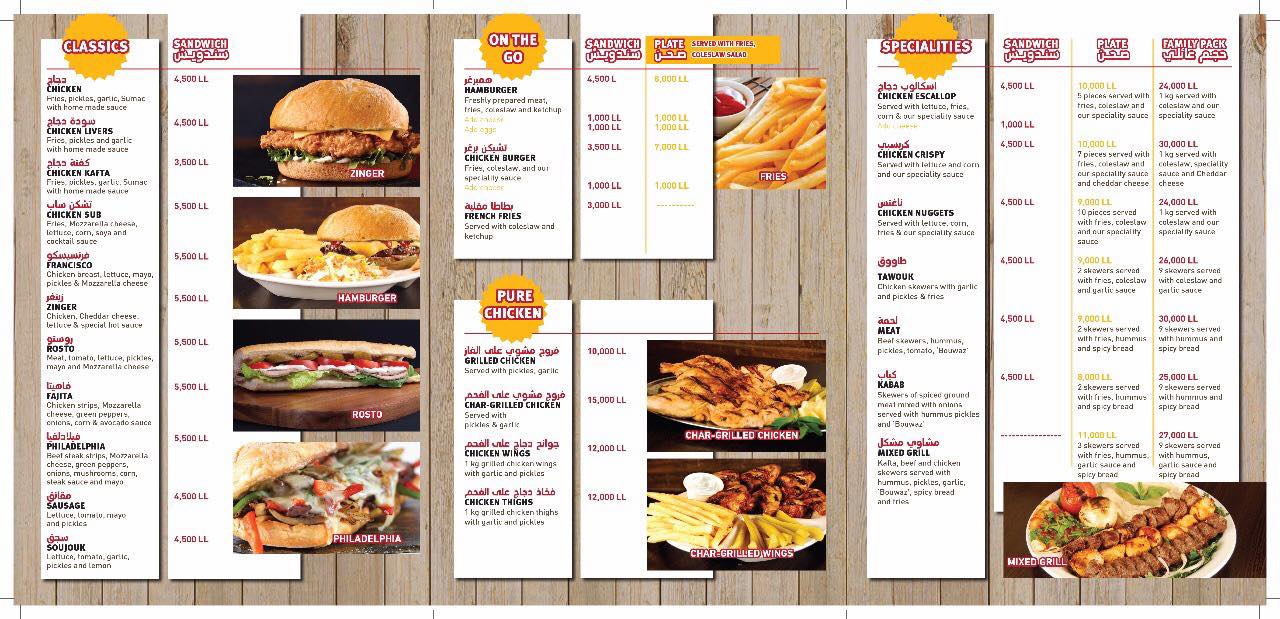 CLASSICS
SANDWICH
سندويش
دجاج
CHICKEN
Fries, pickles, garlic, Sumac
with home made sauce
4,500 LL
سودة دجاج
CHICKEN LIVERS
Fries, pickles and garlic
with home made sauce
4,500 LL
كفتة دجاج
CHICKEN KAFTA
Fries, pickles, garlic, Sumac
with home made sauce
3,500 LL
تشكن ساب
CHICKEN SUB
Fries, Mozzarella cheese,
lettuce, corn, soya and
cocktail sauce
5,500 LL
فرنسيسكو
FRANCISCO
Chicken breast, lettuce, mayo,
pickles & Mozzarella cheese
5,500 LL
زينغر
ZINGER
Chicken, Cheddar cheese,
lettuce & special hot sauce
5,500 LL
روستو
ROSTO
Meat, tomato, lettuce, pickles,
mayo and Mozzarella cheese
5,500 LL
فاهيتا
FAJITA
Chicken strips, Mozzarella
cheese, green peppers,
onions, corn & avocado sauce
5,500 LL
فيلادلفيا
PHILADELPHIA
Beef steak strips, Mozzarella
cheese, green peppers,
onions, mushrooms, corn,
steak sauce and mayo
5,500 LL
مقانق
SAUSAGE
Lettuce, tomato, mayo
and pickles
4,500 LL
سجق
SOUJOUK
Lettuce, tomato, garlic,
pickles and lemon
4,500 LL
ZINGER
HAMBURGER
ROSTO
PHILADELPHIA
ON THE
GO
SANDWICH
سندويش
PLATE
صحن
SERVED WITH FRIES,
COLESLAW SALAD
همبرغر
HAMBURGER
Freshly prepared meat,
fries, coleslaw and ketchup
4,500 L
8,000 LL
Add cheese
1,000 LL
1,000 LL
Add eggs
1,000 LL
1,000 LL
تشيكن برغر
CHICKEN BURGER
Fries, coleslaw, and our
speciality sauce
3,500 LL
7,000 LL
Add cheese
1,000 LL
1,000 LL
بطاطا مقلية
FRENCH FRIES
Served with coleslaw and
ketchup
3,000 LL
----------
FRIES
PURE
CHICKEN
فروج مشوي على الغاز
GRILLED CHICKEN
Served with pickles, garlic
10,000 LL
فروج مشوي على الفحم
CHAR-GRILLED CHICKEN
Served with
pickles & garlic
15,000 LL
جوانح دجاج على الفحم
CHICKEN WINGS
1 kg grilled chicken wings
with garlic and pickles
12,000 LL
فخاذ دجاج على الفحم
CHICKEN THIGHS
1 kg grilled chicken thighs
with garlic and pickles
12,000 LL
CHAR-GRILLED CHICKEN
CHAR-GRILLED WINGS
SPECIALITIES
SANDWICH
سندويش
PLATE
صحن
FAMILY PACK
حجم عائلي
اسكالوب دجاج
CHICKEN ESCALLOP
Served with lettuce, fries,
corn & our speciality sauce
Add cheese
4,500 LL
1,000 LL
10,000 LL
5 pieces served with
fries, coleslaw and
our speciality sauce
24,000 LL
1 kg served with
coleslaw and our
speciality sauce
كريسبي
CHICKEN CRISPY
Served with lettuce and corn
and our speciality sauce
4,500 LL
10,000 LL
7 pieces served with
fries, coleslaw and
our speciality sauce
and cheddar cheese
30,000 LL
1 kg served with
coleslaw, speciality
sauce and Cheddar
cheese
ناغتس
CHICKEN NUGGETS
Served with lettuce, corn,
fries & our speciality sauce
4,500 LL
9,000 LL
10 pieces served
with fries, coleslaw
and our speciality
sauce
24,000 LL
1 kg served with
coleslaw and our
speciality sauce
طاووق
TAWOUK
Chicken skewers with garlic
and pickles & fries
4,500 LL
9,000 LL
2 skewers served
with fries, coleslaw
and garlic sauce
26,000 LL
9 skewers served
with coleslaw and
garlic sauce
لحمة
MEAT
Beef skewers, hummus,
pickles, tomato, 'Bouwaz'
4,500 LL
9,000 LL
2 skewers served
with fries, hummus
and spicy bread
30,000 LL
9 skewers served
with hummus
and spicy bread
كباب
KABAB
Skewers of spiced ground
meat mixed with onions
served with hummus pickles
and 'Bouwaz'
4,500 LL
8,000 LL
2 skewers served
with fries, hummus
and spicy bread
25,000 LL
9 skewers served
with hummus
and spicy bread
مشاوي مشكل
MIXED GRILL
Kafta, beef and chicken
skewers served with
hummus, pickles, garlic,
'Bouwaz', spicy bread
and fries
----------------
11,000 LL
3 skewers served
with fries, hummus,
garlic sauce and
spicy bread
27,000 LL
9 skewers served
with hummus,
garlic sauce and
spicy bread
MIXED GRILL